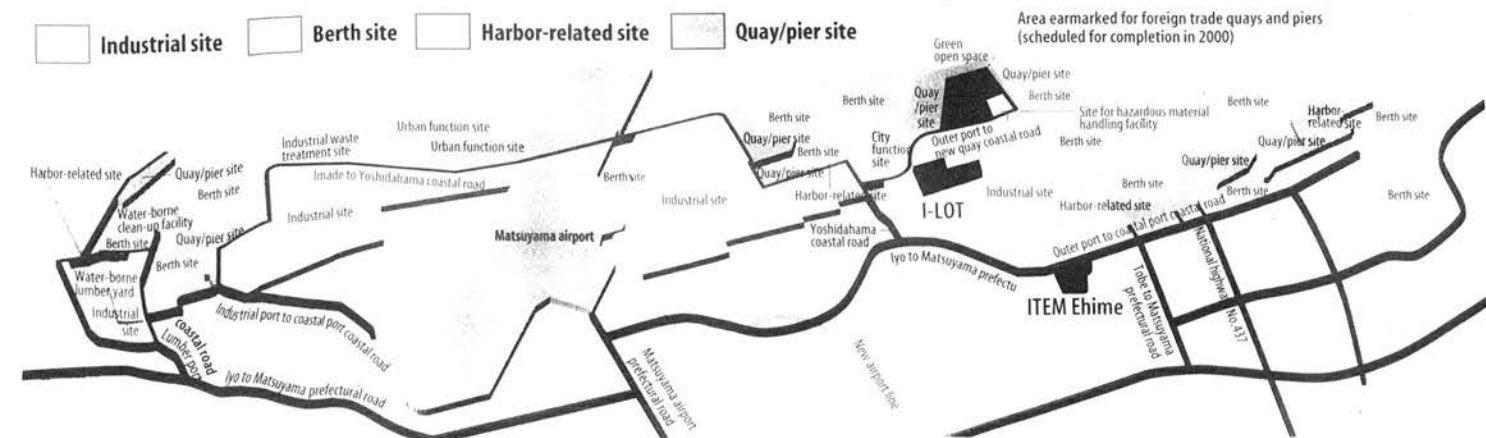 Industrial site
Berth site
Harbor-related site
Quay/pier site
Area earmarked for foreign trade quays and piers
(scheduled for completion in 2000)
Green
open space
Quay/pier site
Quay
/pier
site
Berth site
Berth site
Site for hazardous material
handling facility
Outer port to
new quay coastal road
Berth site
Berth site
Harbor-
related site
Berth site
Quay/pier site
Quay/pier site
Berth site
Berth site
Berth site
Harbor-related site
Industrial site
Urban function site
Urban function site
Industrial waste
treatment site
Imade to Yoshidahama coastal road
Berth site
Quay/pier site
Berth site
Quay/pier site
City
function
site
Berth site
Industrial site
Harbor-related site
I-LOT
Yoshidahama
coastal road
Harbor-related site
Quay/pier site
Berth site
Water-borne
clean-up facility
Quay/pier site
Berth site
Berth site
Water-borne
lumber yard
Industrial
site
Industrial site
Matsuyama airport
coastal road
Lumber port
Industrial port to coastal port coastal road
Iyo to Matsuyama prefectural road
Matsuyama airport
prefectural road
New airport line
Iyo to Matsuyama prefectu
Outer port to coastal port coastal road
ITEM Ehime
Tobe to Matsuyama
prefectural road
National highway No.437